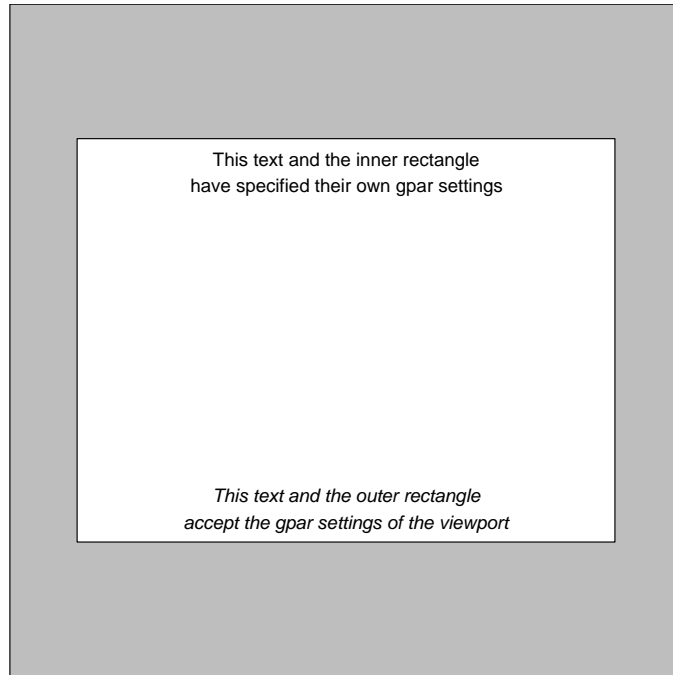 This text and the inner rectangle
have specified their own gpar settings
This text and the outer rectangle
accept the gpar settings of the viewport